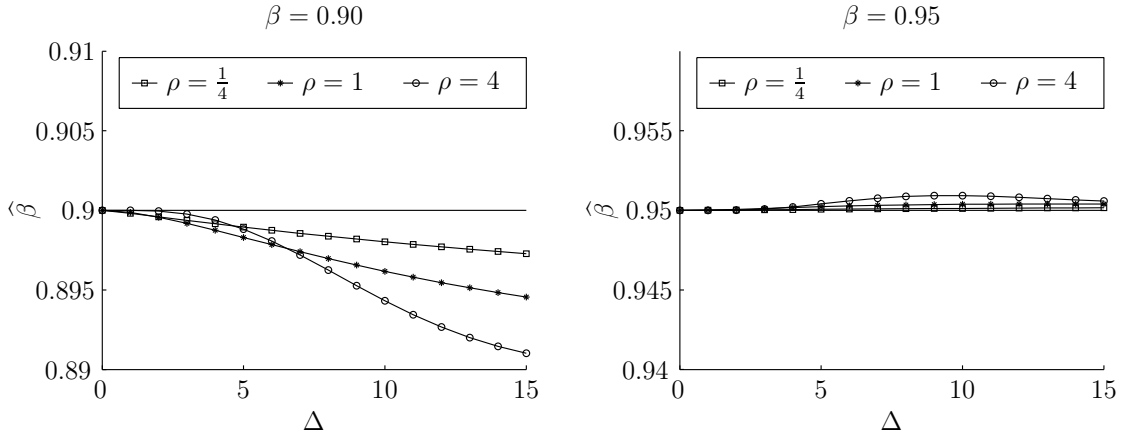 β = 0.90
0.91
0.905
0.9
0.895
0.89
β̂
ρ = 1/4
ρ = 1
ρ = 4
0
5
10
15
Δ
β = 0.95
0.955
0.95
0.945
0.94
β̂
ρ = 1/4
ρ = 1
ρ = 4
0
5
10
15
Δ